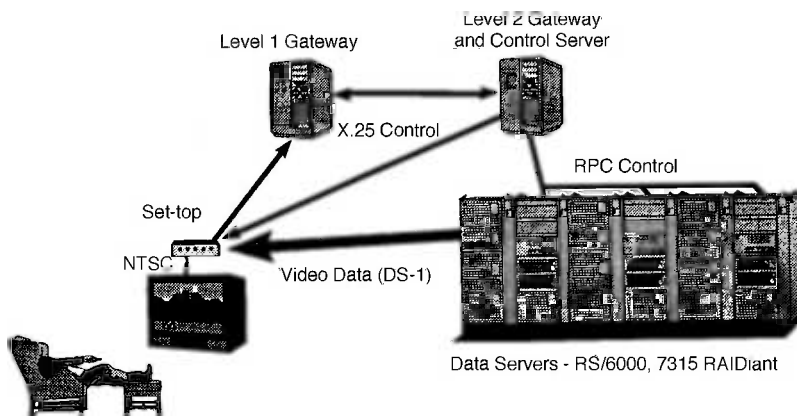 Level 1 Gateway
Level 2 Gateway
and Control Server
X.25 Control
RPC Control
Set-top
NTSC
Video Data (DS-1)
Data Servers - RS/6000, 7315 RAIDiant